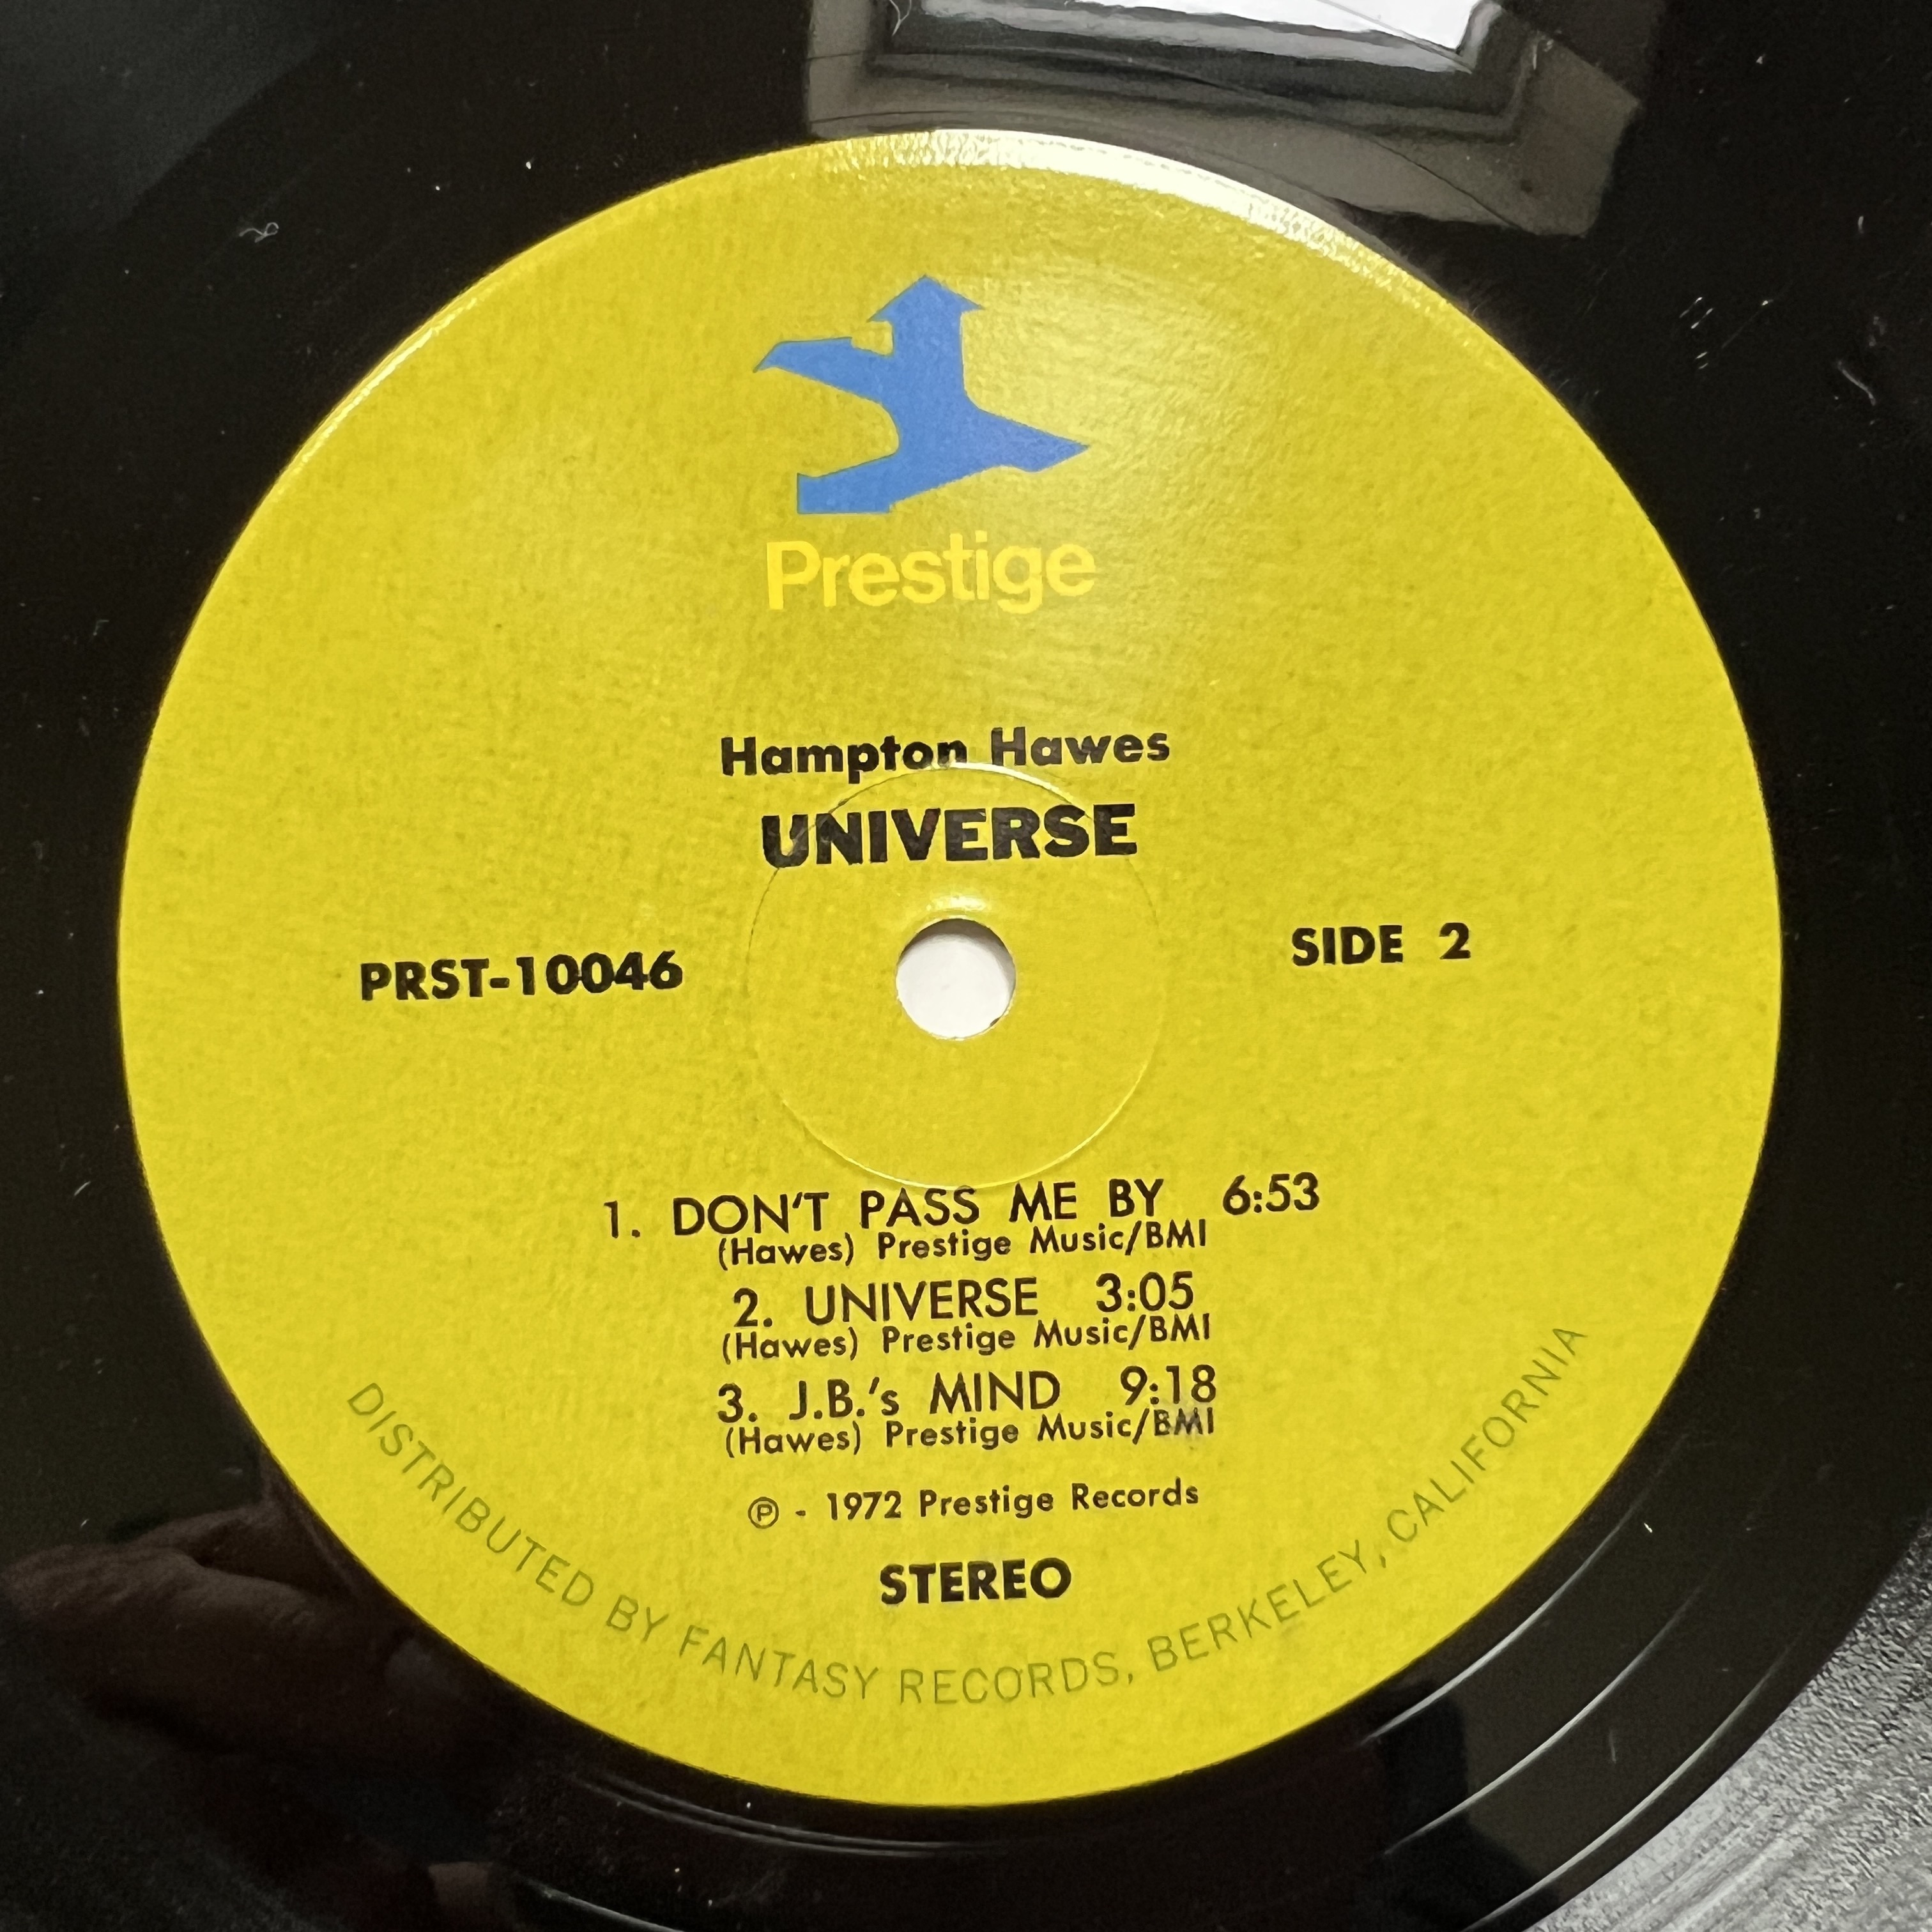 Prestige
Hampton Hawes
UNIVERSE
PRST-10046
SIDE 2
1. DON'T PASS ME BY 6:53
(Hawes) Prestige Music/BMI
2. UNIVERSE 3:05
(Hawes) Prestige Music/BMI
3. J.B.'s MIND 9:18
(Hawes) Prestige Music/BMI
℗ - 1972 Prestige Records
STEREO
DISTRIBUTED BY FANTASY RECORDS, BERKELEY, CALIFORNIA